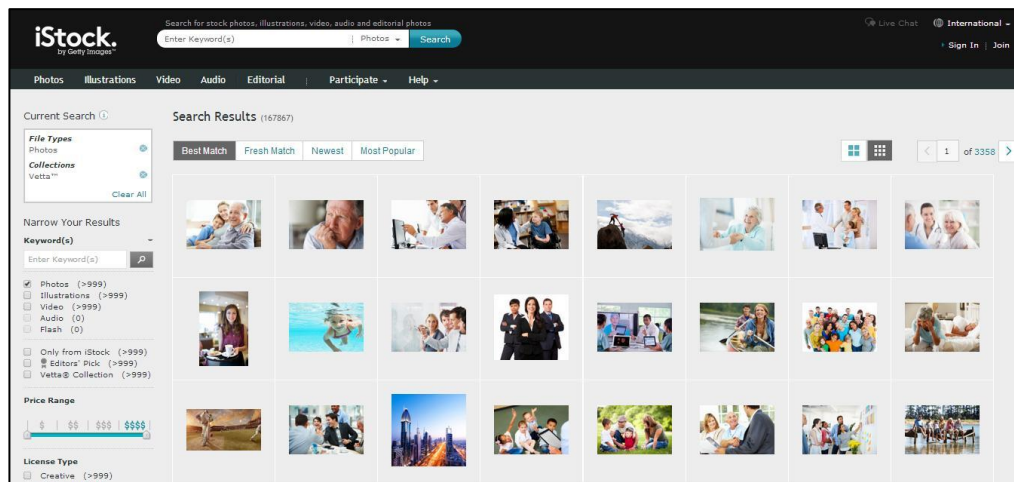 Search for stock photos, illustrations, video, audio and editorial photos
iStock.
by Getty Images™
Enter Keyword(s) | Photos Search
Live Chat International
Sign In | Join
Photos Illustrations Video Audio Editorial | Participate Help
Current Search
File Types
Photos
Collections
Vetta™
Clear All
Narrow Your Results
Keyword(s)
Enter Keyword(s)
Photos (>999)
Illustrations (>999)
Video (>999)
Audio (0)
Flash (0)
Only from iStock (>999)
Editors' Pick (>999)
Vetta® Collection (>999)
Price Range
$ | $$ | $$$ | $$$$
License Type
Creative (>999)
Search Results (167867)
Best Match Fresh Match Newest Most Popular
1 of 3358